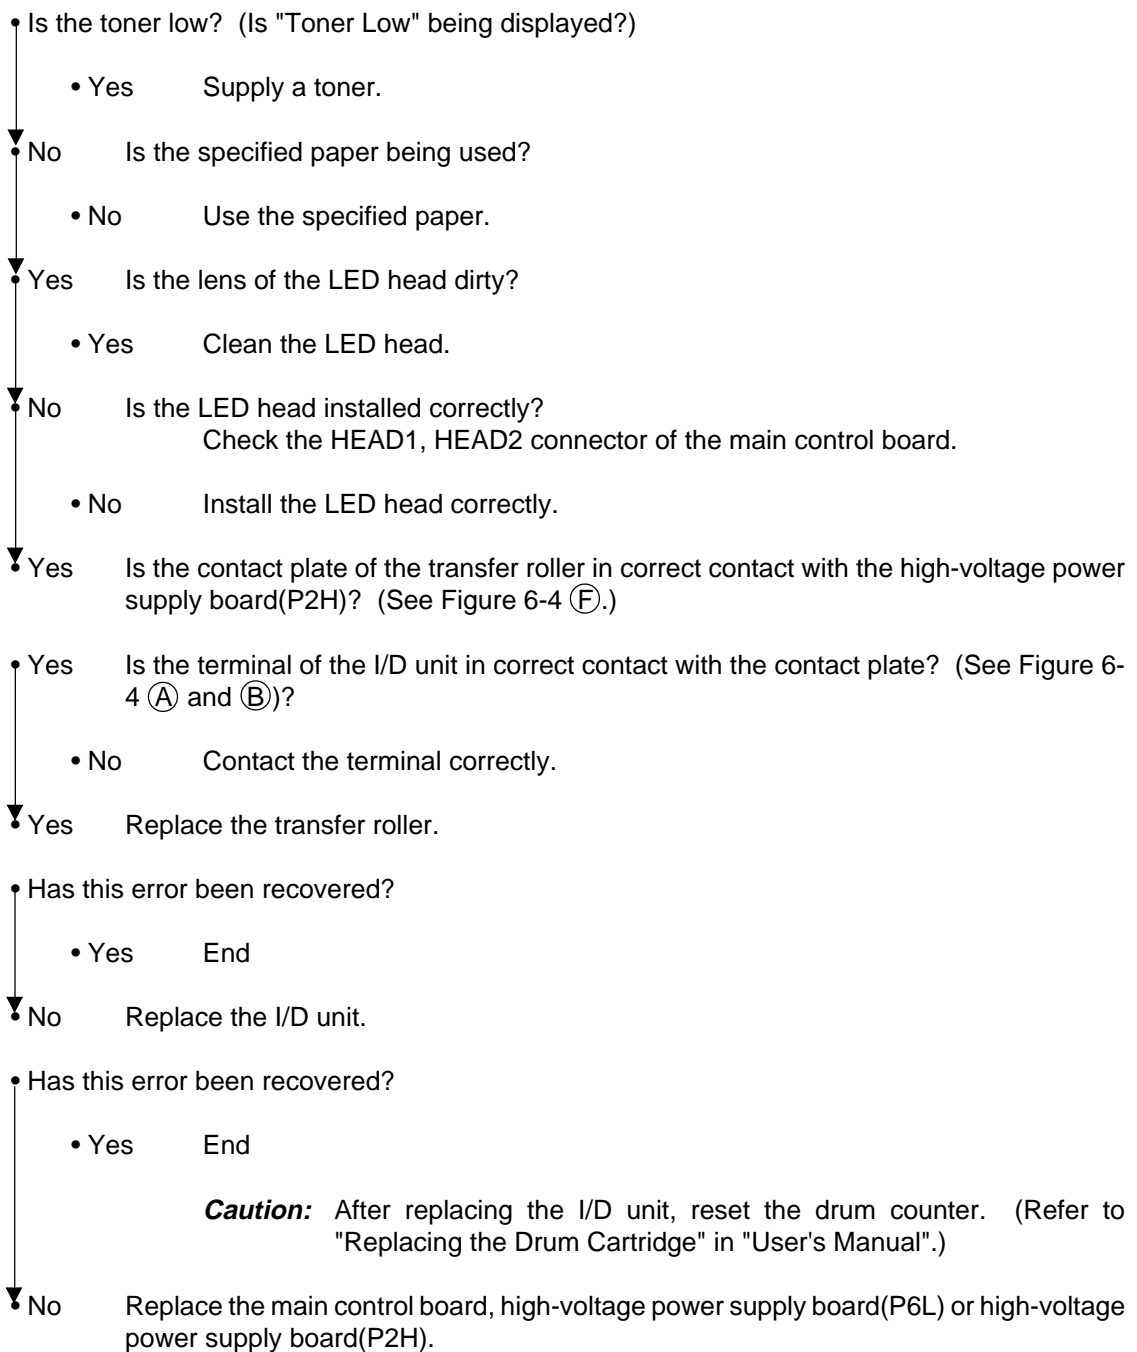 • Is the toner low? (Is "Toner Low" being displayed?)
• Yes Supply a toner.
• No Is the specified paper being used?
• No Use the specified paper.
• Yes Is the lens of the LED head dirty?
• Yes Clean the LED head.
• No Is the LED head installed correctly?
Check the HEAD1, HEAD2 connector of the main control board.
• No Install the LED head correctly.
• Yes Is the contact plate of the transfer roller in correct contact with the high-voltage power
supply board(P2H)? (See Figure 6-4 Ⓕ.)
• Yes Is the terminal of the I/D unit in correct contact with the contact plate? (See Figure 6-
4 Ⓐ and Ⓑ)?
• No Contact the terminal correctly.
• Yes Replace the transfer roller.
• Has this error been recovered?
• Yes End
• No Replace the I/D unit.
• Has this error been recovered?
• Yes End
Caution: After replacing the I/D unit, reset the drum counter. (Refer to
"Replacing the Drum Cartridge" in "User's Manual".)
• No Replace the main control board, high-voltage power supply board(P6L) or high-voltage
power supply board(P2H).